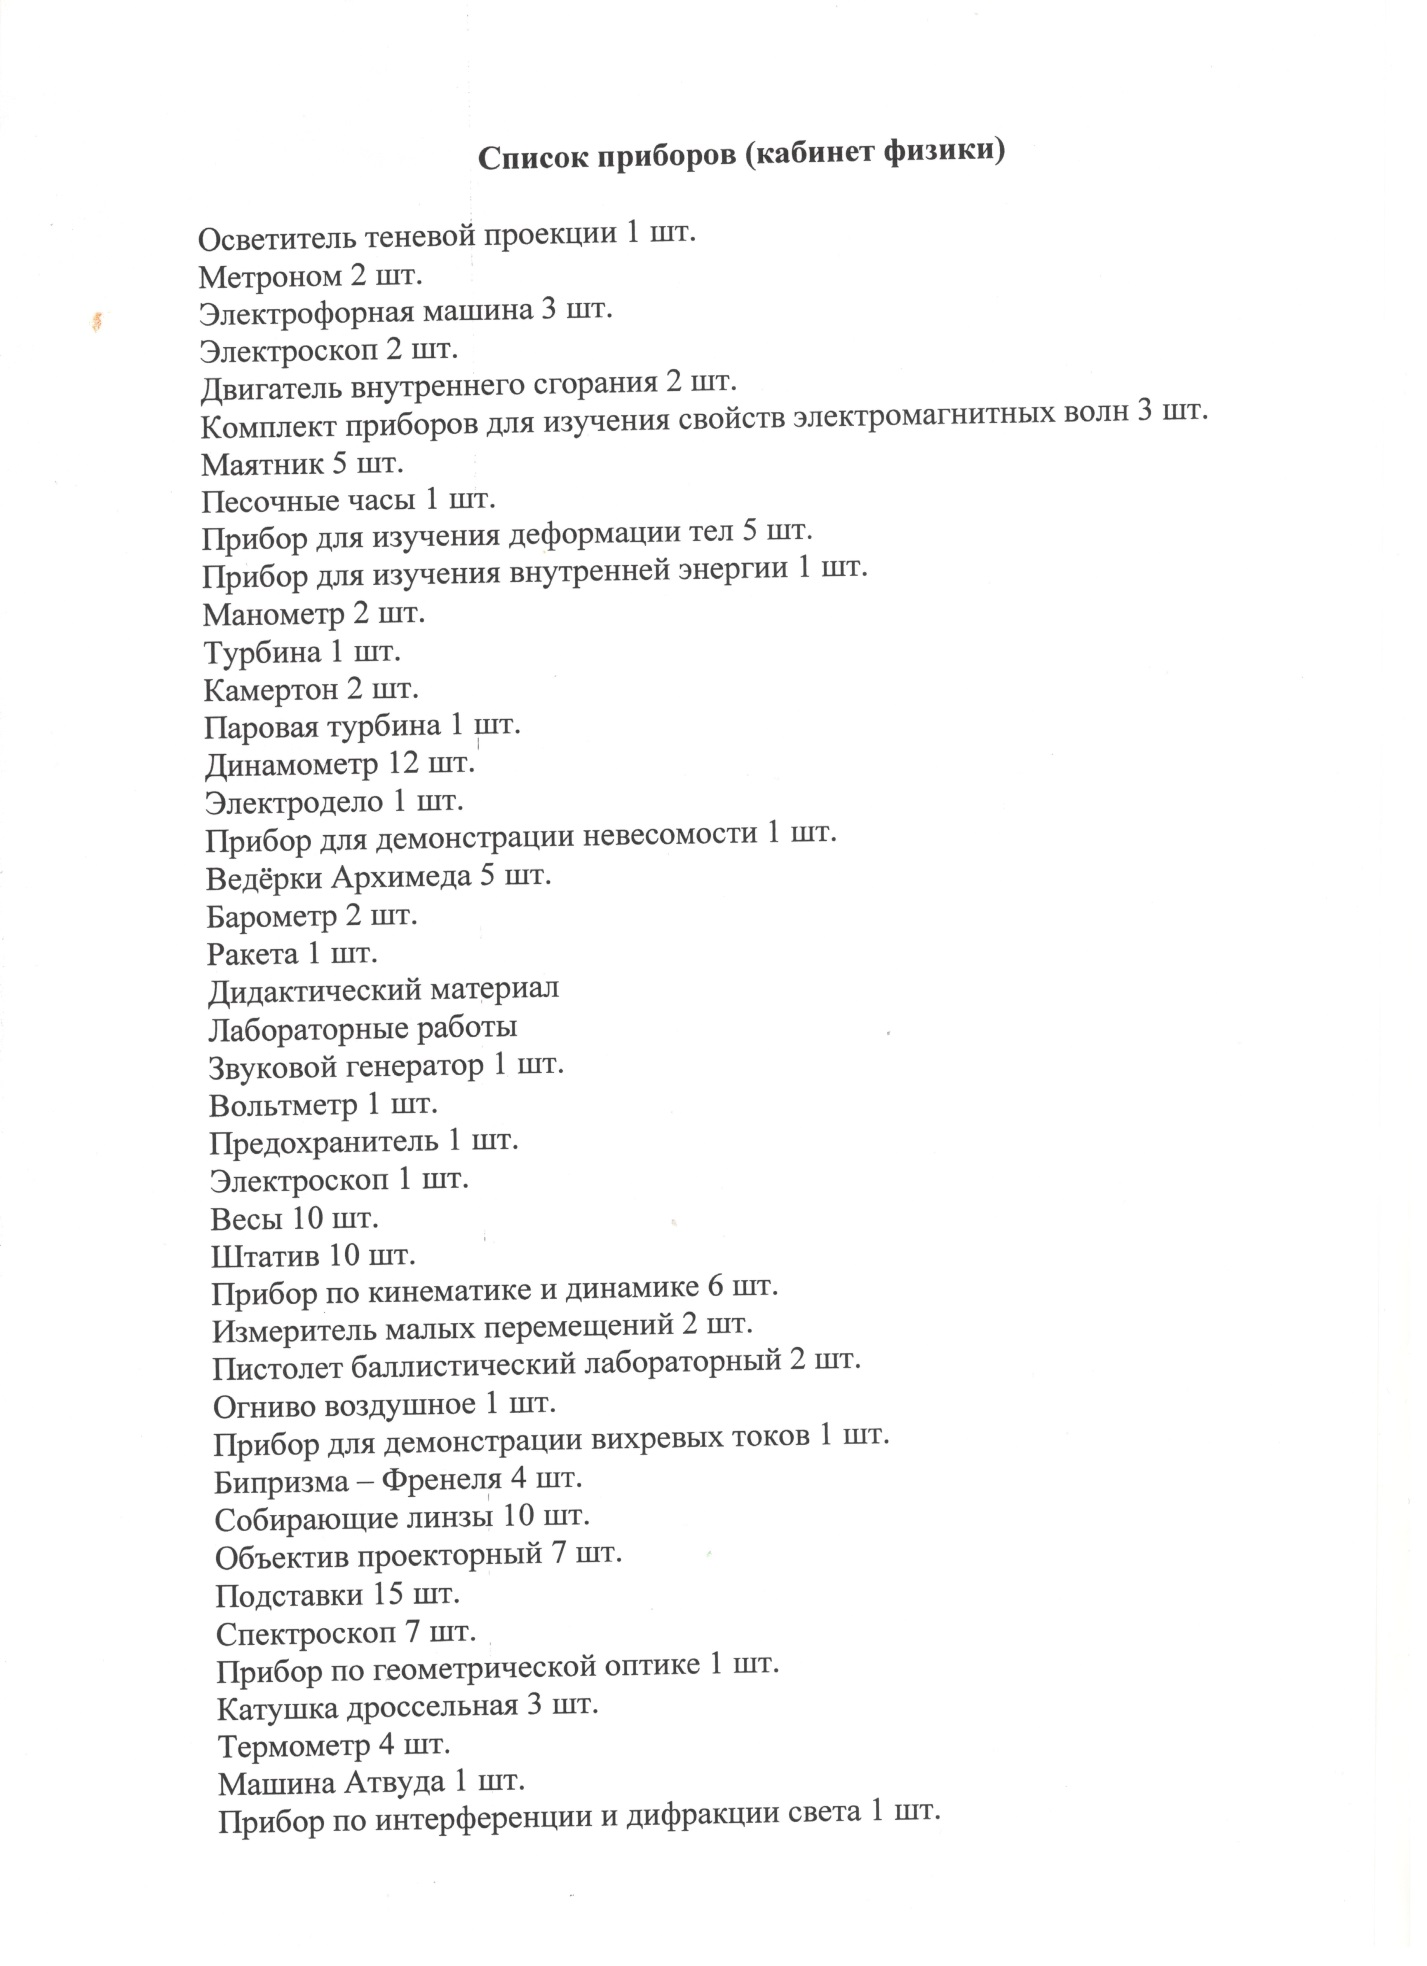 Список приборов (кабинет физики)
Осветитель теневой проекции 1 шт.
Метроном 2 шт.
Электрофорная машина 3 шт.
Электроскоп 2 шт.
Двигатель внутреннего сгорания 2 шт.
Комплект приборов для изучения свойств электромагнитных волн 3 шт.
Маятник 5 шт.
Песочные часы 1 шт.
Прибор для изучения деформации тел 5 шт.
Прибор для изучения внутренней энергии 1 шт.
Манометр 2 шт.
Турбина 1 шт.
Камертон 2 шт.
Паровая турбина 1 шт.
Динамометр 12 шт.
Электродело 1 шт.
Прибор для демонстрации невесомости 1 шт.
Ведёрки Архимеда 5 шт.
Барометр 2 шт.
Ракета 1 шт.
Дидактический материал
Лабораторные работы
Звуковой генератор 1 шт.
Вольтметр 1 шт.
Предохранитель 1 шт.
Электроскоп 1 шт.
Весы 10 шт.
Штатив 10 шт.
Прибор по кинематике и динамике 6 шт.
Измеритель малых перемещений 2 шт.
Пистолет баллистический лабораторный 2 шт.
Огниво воздушное 1 шт.
Прибор для демонстрации вихревых токов 1 шт.
Бипризма – Френеля 4 шт.
Собирающие линзы 10 шт.
Объектив проекторный 7 шт.
Подставки 15 шт.
Спектроскоп 7 шт.
Прибор по геометрической оптике 1 шт.
Катушка дроссельная 3 шт.
Термометр 4 шт.
Машина Атвуда 1 шт.
Прибор по интерференции и дифракции света 1 шт.